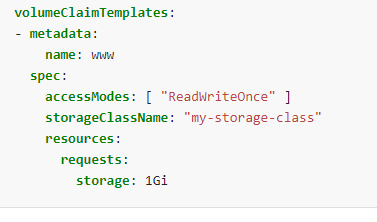 volumeClaimTemplates:
- metadata:
    name: www
  spec:
    accessModes: [ "ReadWriteOnce" ]
    storageClassName: "my-storage-class"
    resources:
      requests:
        storage: 1Gi